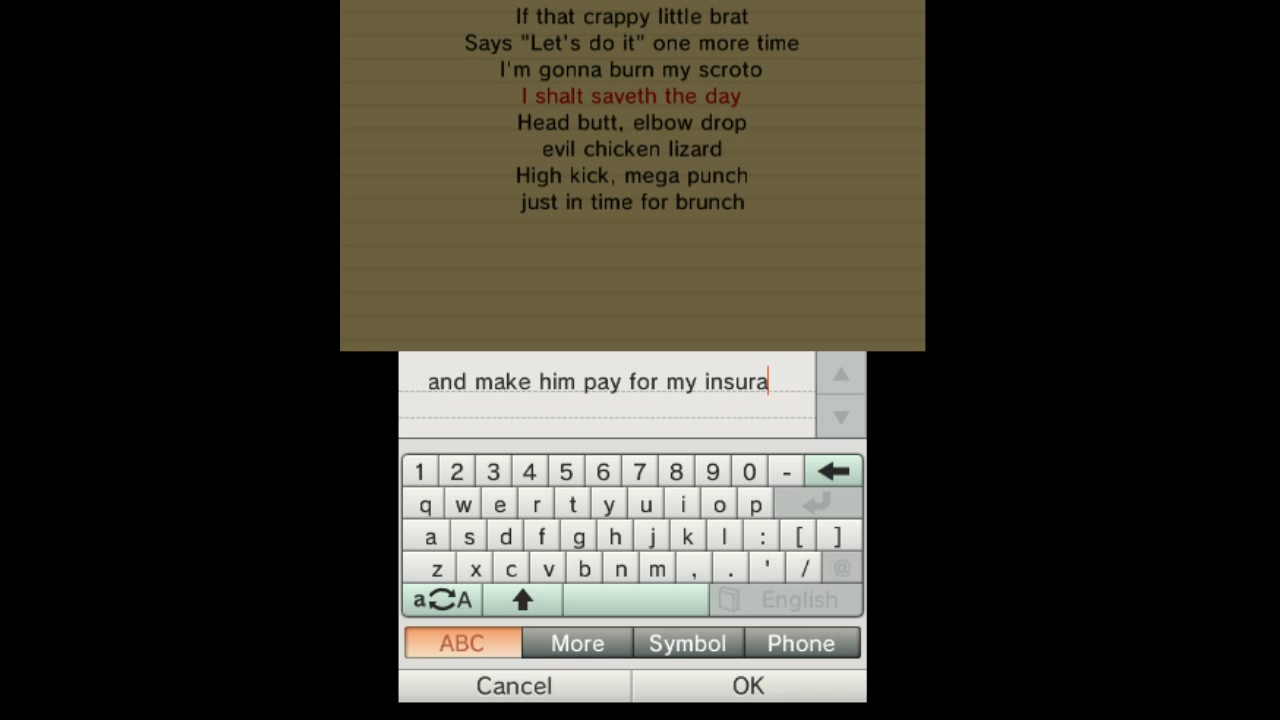 If that crappy little brat
Says "Let's do it" one more time
I'm gonna burn my scroto
I shalt saveth the day
Head butt, elbow drop
evil chicken lizard
High kick, mega punch
just in time for brunch
and make him pay for my insura
1 2 3 4 5 6 7 8 9 0 -
q w e r t y u i o p
a s d f g h j k l : [ ]
z x c v b n m , . ' / @
a A English
ABC More Symbol Phone
Cancel OK